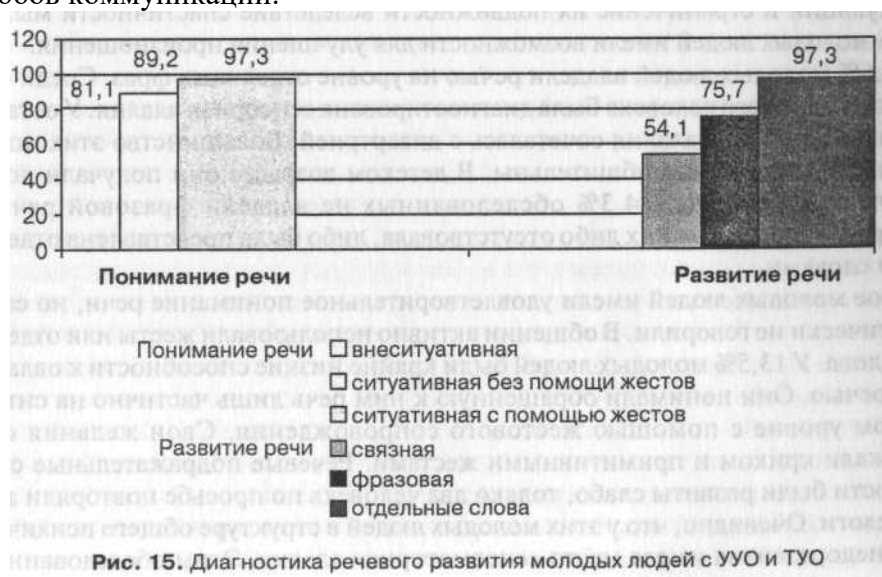 обов коммуникации.
120
100
80
60
40
20
0
81,1 89,2 97,3
54,1 75,7 97,3
Понимание речи Развитие речи
Понимание речи внеситуативная
ситуативная без помощи жестов
ситуативная с помощью жестов
Развитие речи связная
фразовая
отдельные слова
Рис. 15. Диагностика речевого развития молодых людей с УУО и ТУО